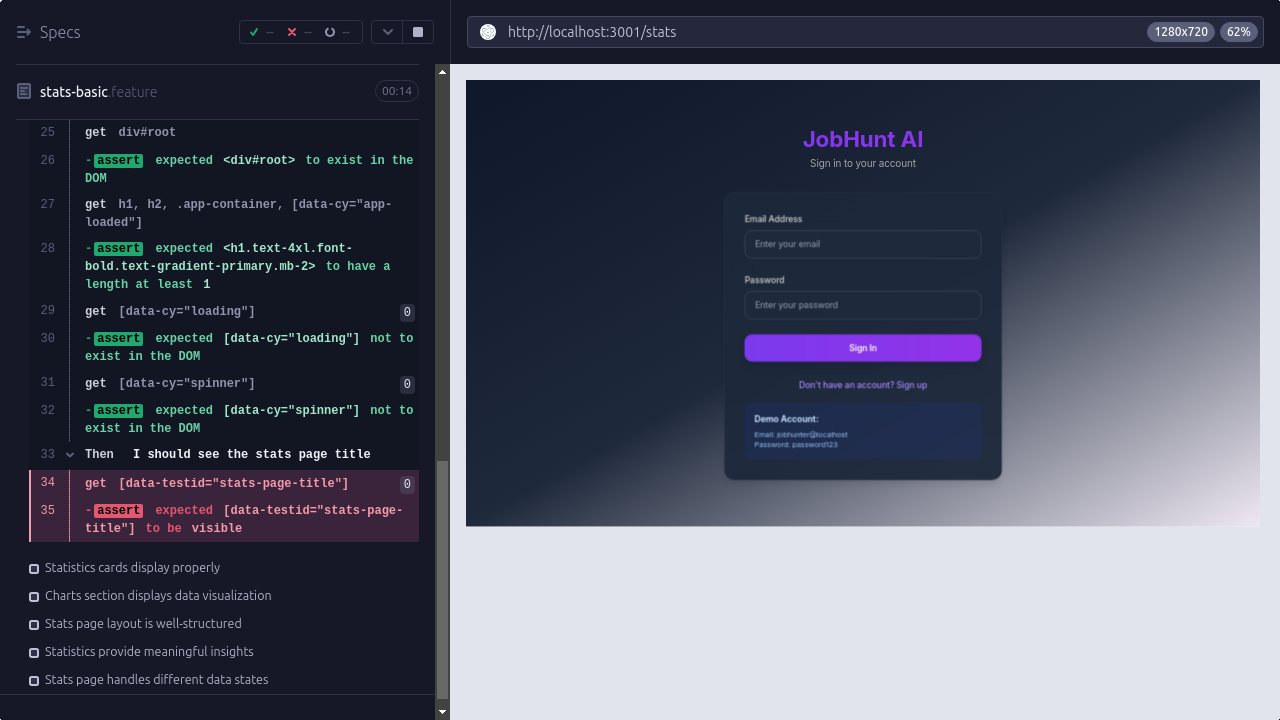 Specs
--
--
--
http://localhost:3001/stats
1280x720
62%
stats-basic.feature
00:14
25 get div#root
26 -assert expected <div#root> to exist in the
DOM
27 get h1, h2, .app-container, [data-cy="app-
loaded"]
28 -assert expected <h1.text-4xl.font-
bold.text-gradient-primary.mb-2> to have a
length at least 1
29 get [data-cy="loading"] 0
30 -assert expected [data-cy="loading"] not to
exist in the DOM
31 get [data-cy="spinner"] 0
32 -assert expected [data-cy="spinner"] not to
exist in the DOM
33 Then I should see the stats page title
34 get [data-testid="stats-page-title"] 0
35 -assert expected [data-testid="stats-page-
title"] to be visible
Statistics cards display properly
Charts section displays data visualization
Stats page layout is well-structured
Statistics provide meaningful insights
Stats page handles different data states
JobHunt AI
Sign in to your account
Email Address
Enter your email
Password
Enter your password
Sign In
Don't have an account? Sign up
Demo Account:
Email: jobhunter@localhost
Password: password123